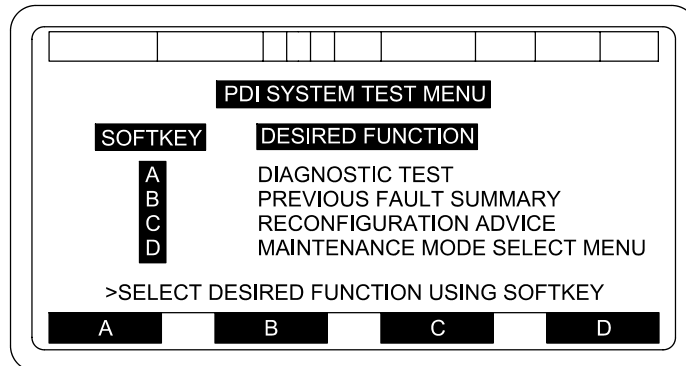 PDI SYSTEM TEST MENU
SOFTKEY DESIRED FUNCTION
A DIAGNOSTIC TEST
B PREVIOUS FAULT SUMMARY
C RECONFIGURATION ADVICE
D MAINTENANCE MODE SELECT MENU
>SELECT DESIRED FUNCTION USING SOFTKEY
A B C D